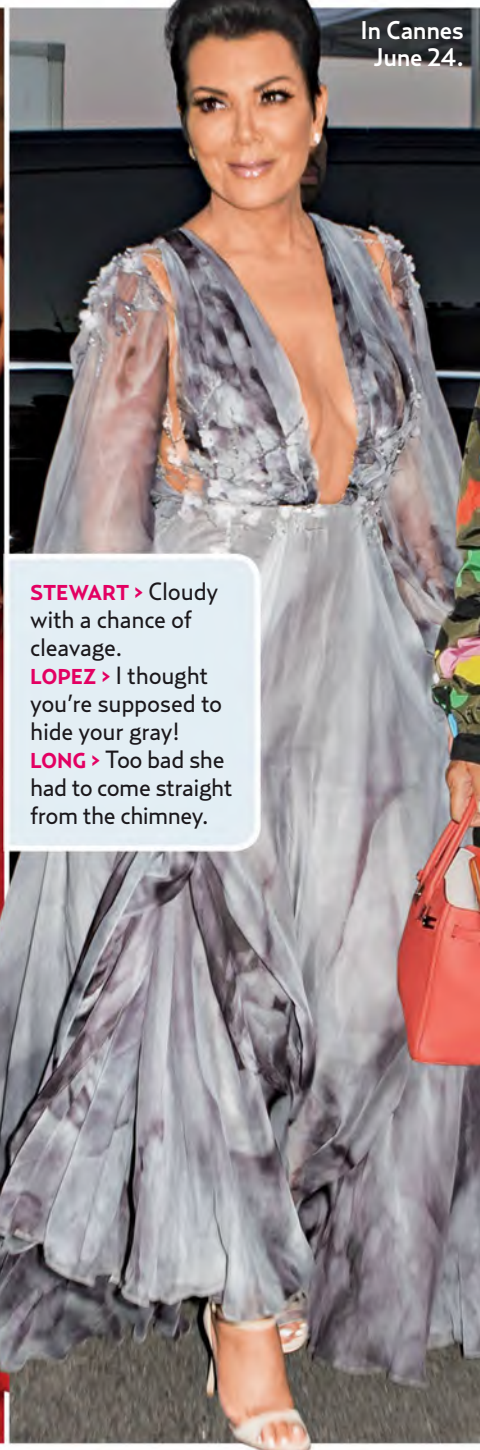 In Cannes
June 24.
STEWART > Cloudy
with a chance of
cleavage.
LOPEZ > I thought
you’re supposed to
hide your gray!
LONG > Too bad she
had to come straight
from the chimney.